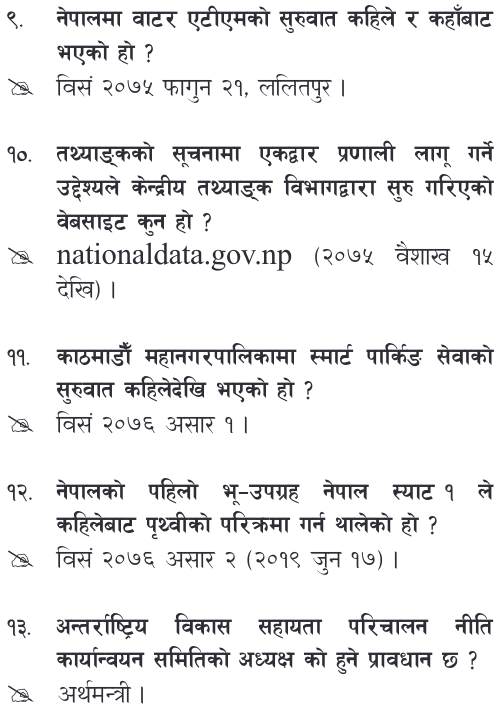 ९. नेपालमा वाटर एटीएमको सुरुवात कहिले र कहाँबाट
भएको हो ?
विसं २०७५ फागुन २१, ललितपुर ।
१०. तथ्याङ्कको सूचनामा एकद्वार प्रणाली लागू गर्ने
उद्देश्यले केन्द्रीय तथ्याङ्क विभागद्वारा सुरु गरिएको
वेबसाइट कुन हो ?
nationaldata.gov.np (२०७५ वैशाख १५
देखि) ।
११. काठमाडौँ महानगरपालिकामा स्मार्ट पार्किङ सेवाको
सुरुवात कहिलेदेखि भएको हो ?
विसं २०७६ असार १ ।
१२. नेपालको पहिलो भू-उपग्रह नेपाल स्याट १ ले
कहिलेबाट पृथ्वीको परिक्रमा गर्न थालेको हो ?
विसं २०७६ असार २ (२०१९ जुन १७) ।
१३. अन्तर्राष्ट्रिय विकास सहायता परिचालन नीति
कार्यान्वयन समितिको अध्यक्ष को हुने प्रावधान छ ?
अर्थमन्त्री ।